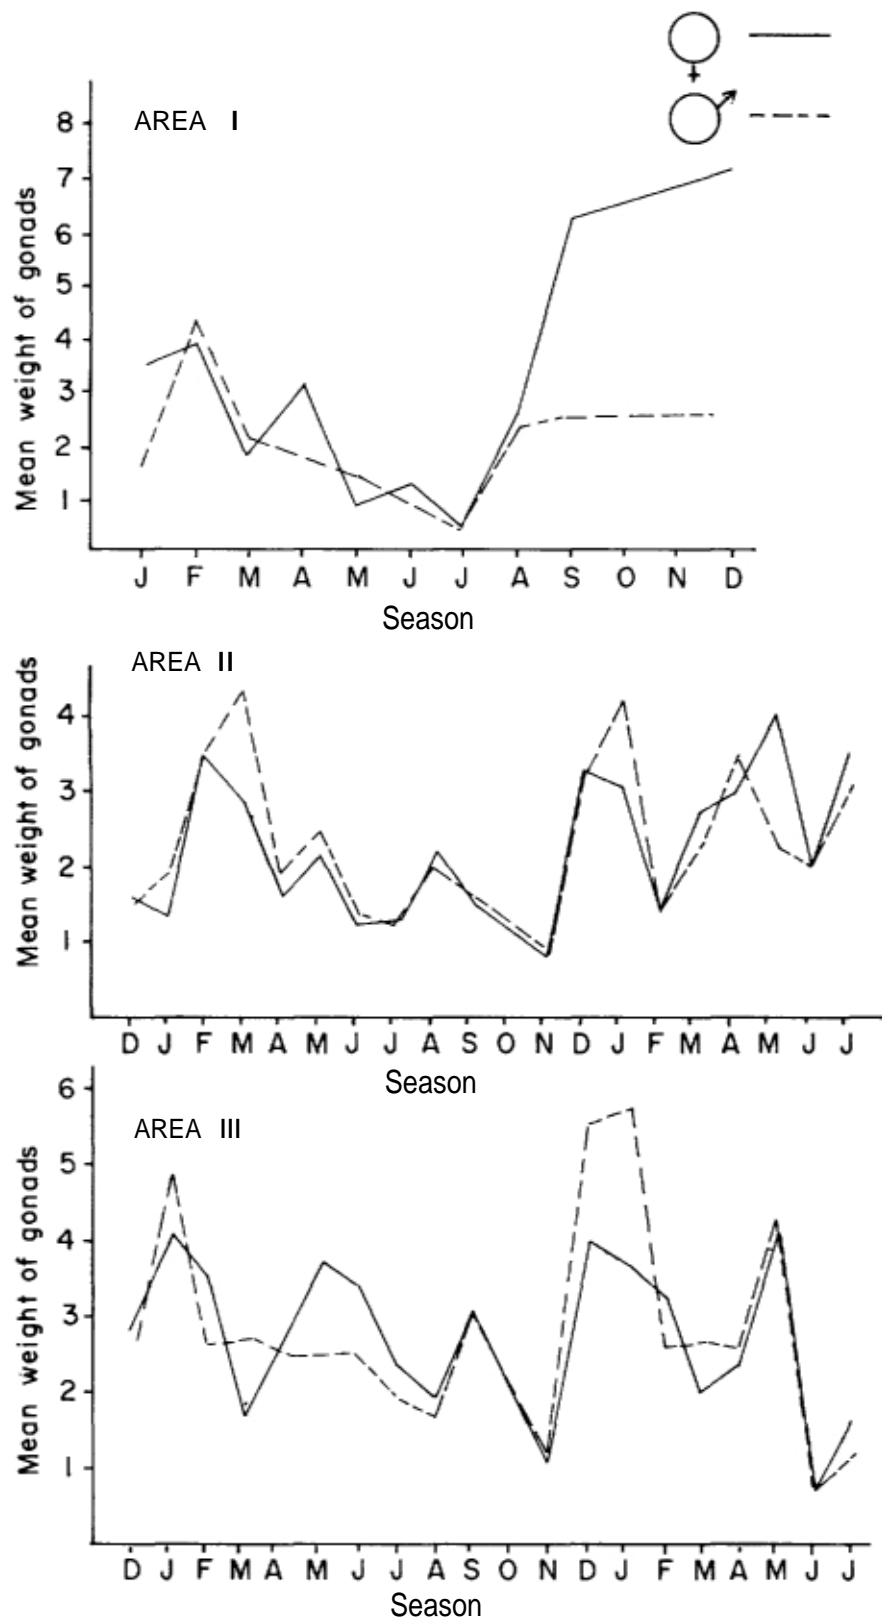 AREA I
Mean weight of gonads
8
7
6
5
4
3
2
1
J F M A M J J A S O N D
Season
AREA II
Mean weight of gonads
4
3
2
1
D J F M A M J J A S O N D J F M A M J J
Season
AREA III
Mean weight of gonads
6
5
4
3
2
1
D J F M A M J J A S O N D J F M A M J J
Season